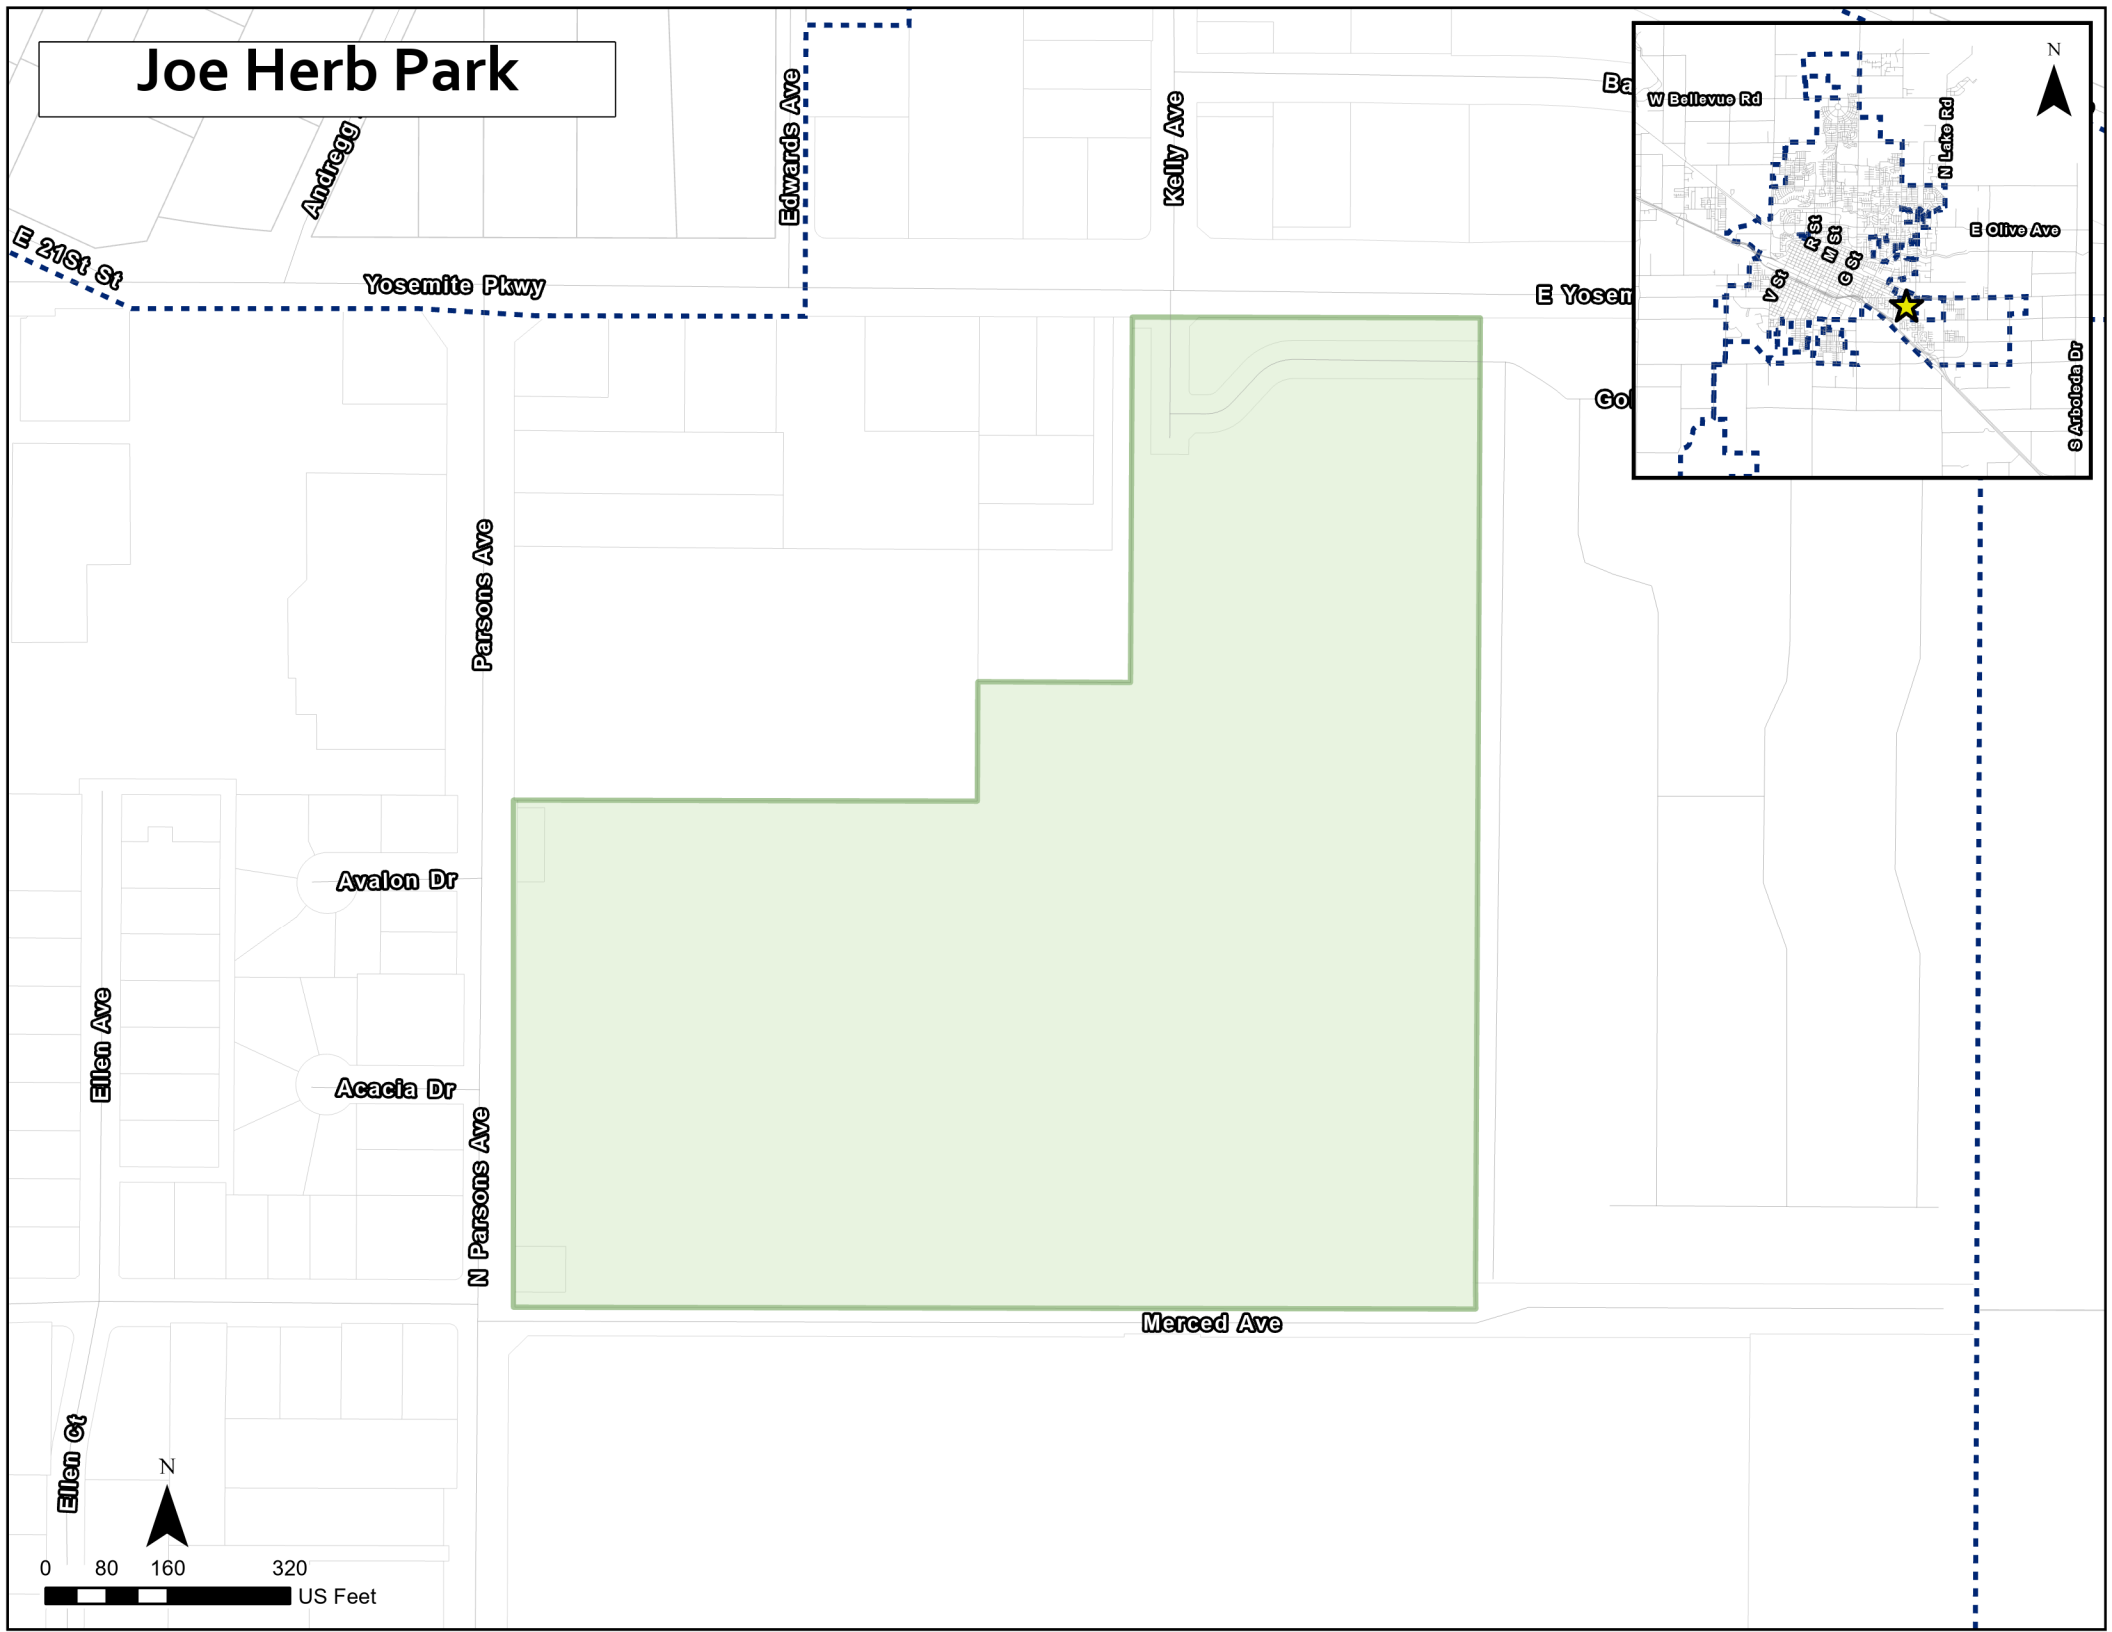 Joe Herb Park
Andregg
Edwards Ave
Kelly Ave
Ba
E 21St St
Yosemite Pkwy
E Yosem
Gol
Parsons Ave
Avalon Dr
Ellen Ave
Acacia Dr
N Parsons Ave
Merced Ave
Ellen Ct
N
0 80 160 320
US Feet
N
W Bellevue Rd
N Lake Rd
E Olive Ave
R St
M St
G St
V St
S Arboleda Dr